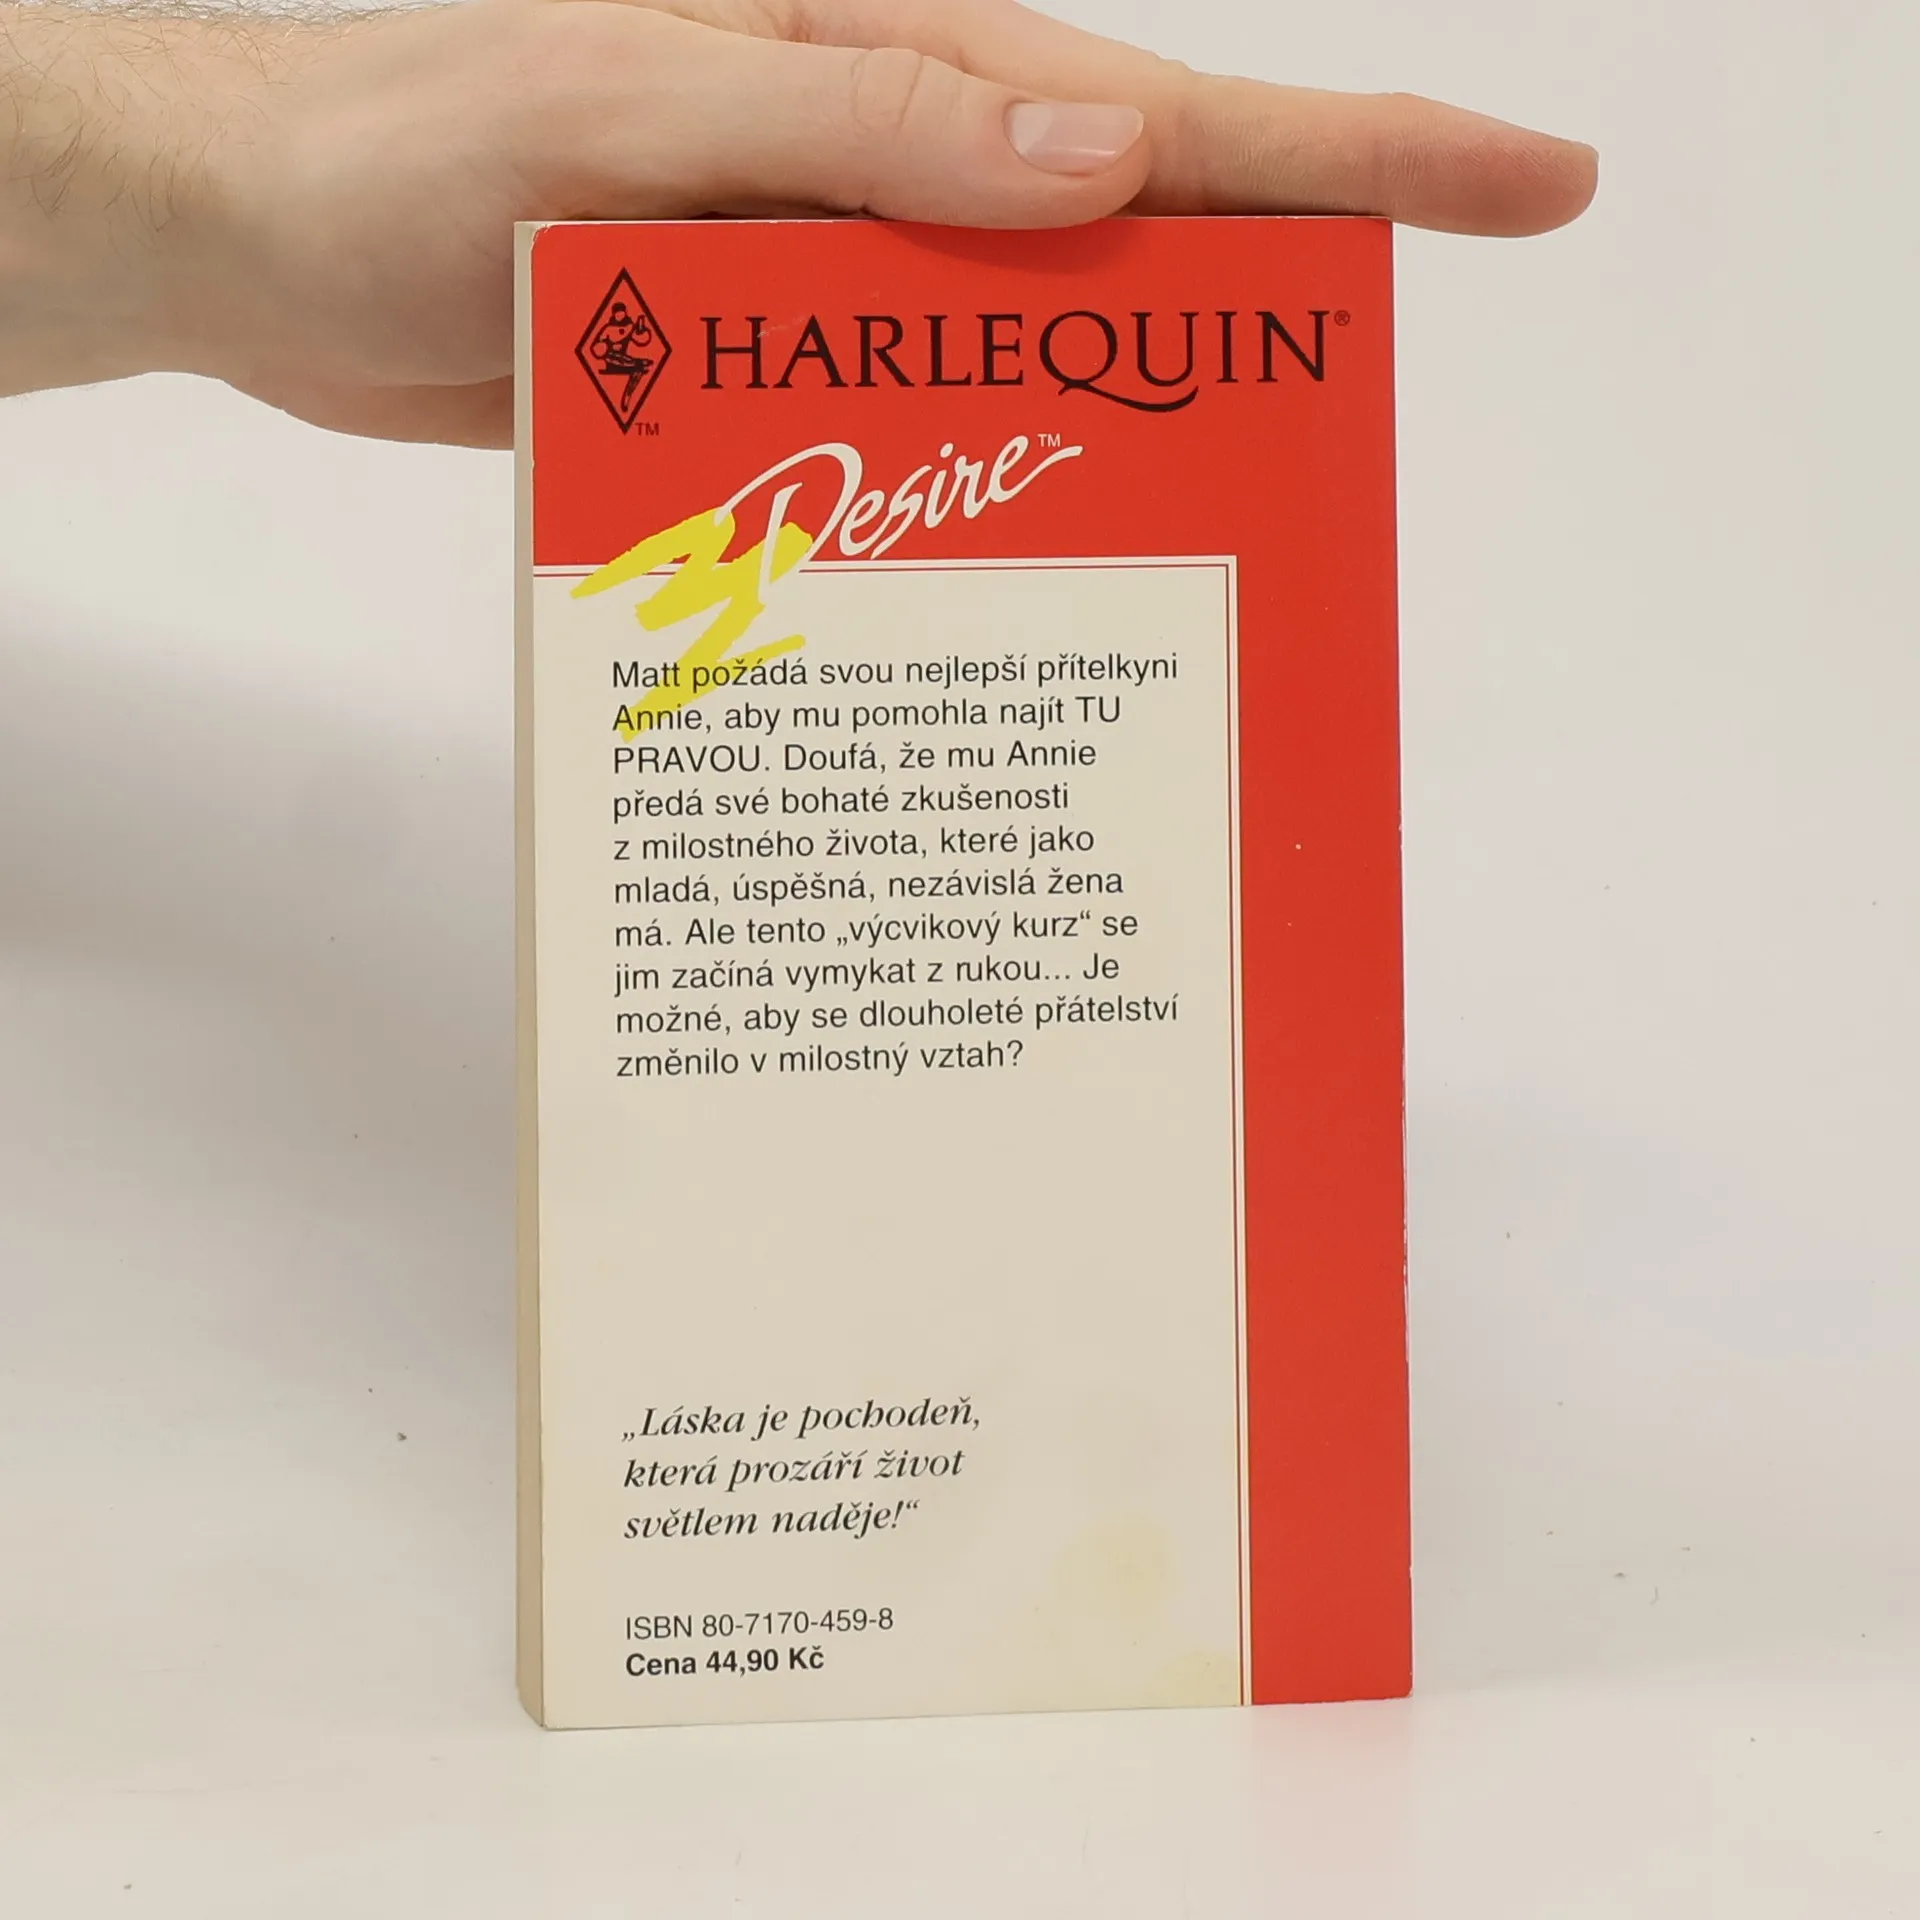 HARLEQUIN®
TM
Desire™
Matt požádá svou nejlepší přítelkyni
Annie, aby mu pomohla najít TU
PRAVOU. Doufá, že mu Annie
předá své bohaté zkušenosti
z milostného života, které jako
mladá, úspěšná, nezávislá žena
má. Ale tento „výcvikový kurz“ se
jim začíná vymykat z rukou... Je
možné, aby se dlouholeté přátelství
změnilo v milostný vztah?
„Láska je pochodeň,
která prozáří život
světlem naděje!“
ISBN 80-7170-459-8
Cena 44,90 Kč